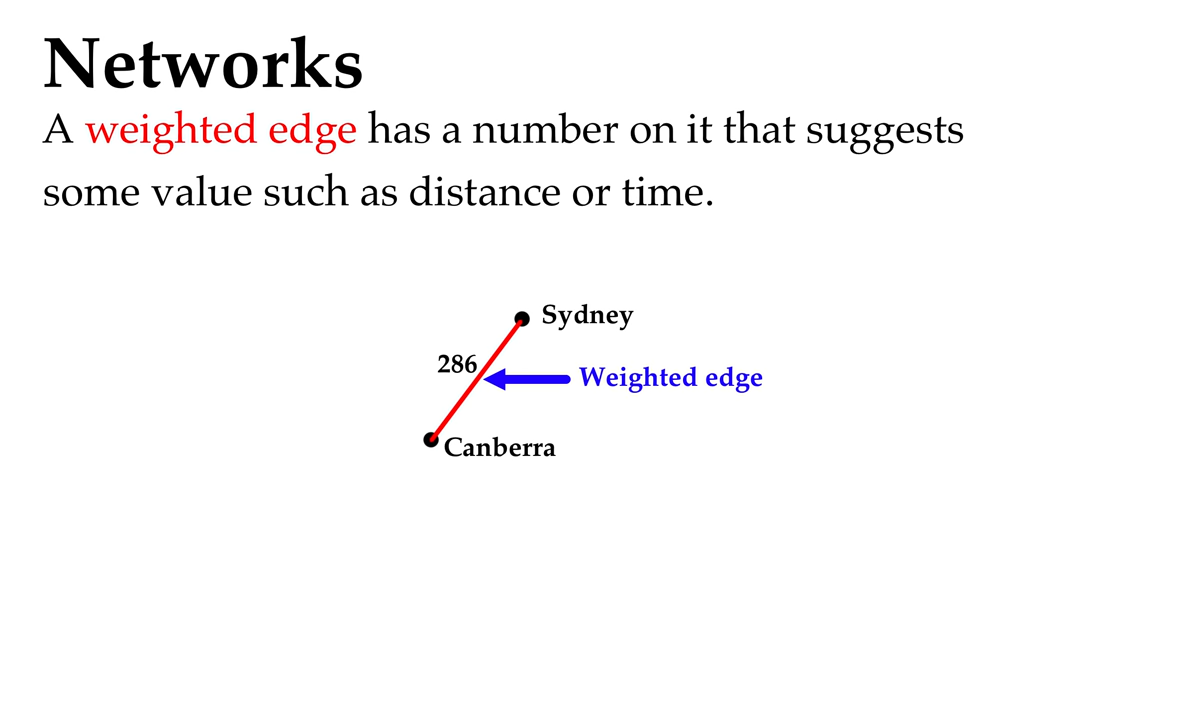 Networks
A weighted edge has a number on it that suggests
some value such as distance or time.
Sydney
286
Weighted edge
Canberra